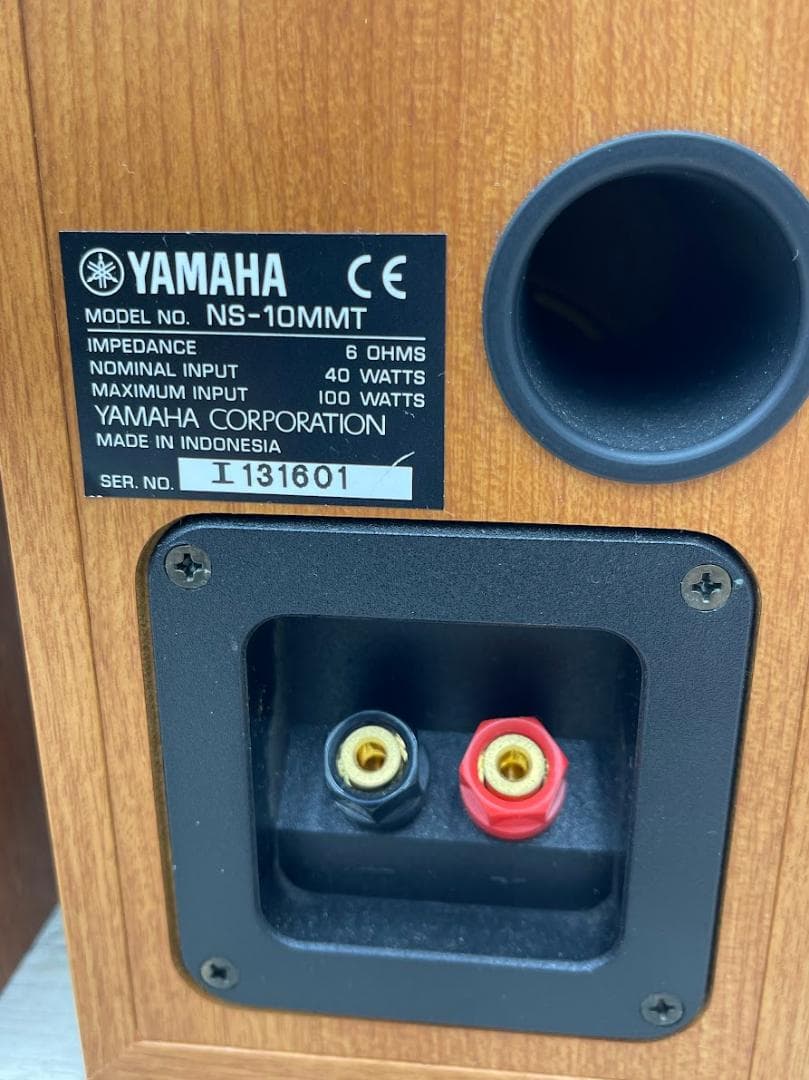 YAMAHA CE
MODEL NO. NS-10MMT
IMPEDANCE 6 OHMS
NOMINAL INPUT 40 WATTS
MAXIMUM INPUT 100 WATTS
YAMAHA CORPORATION
MADE IN INDONESIA
SER. NO. I131601